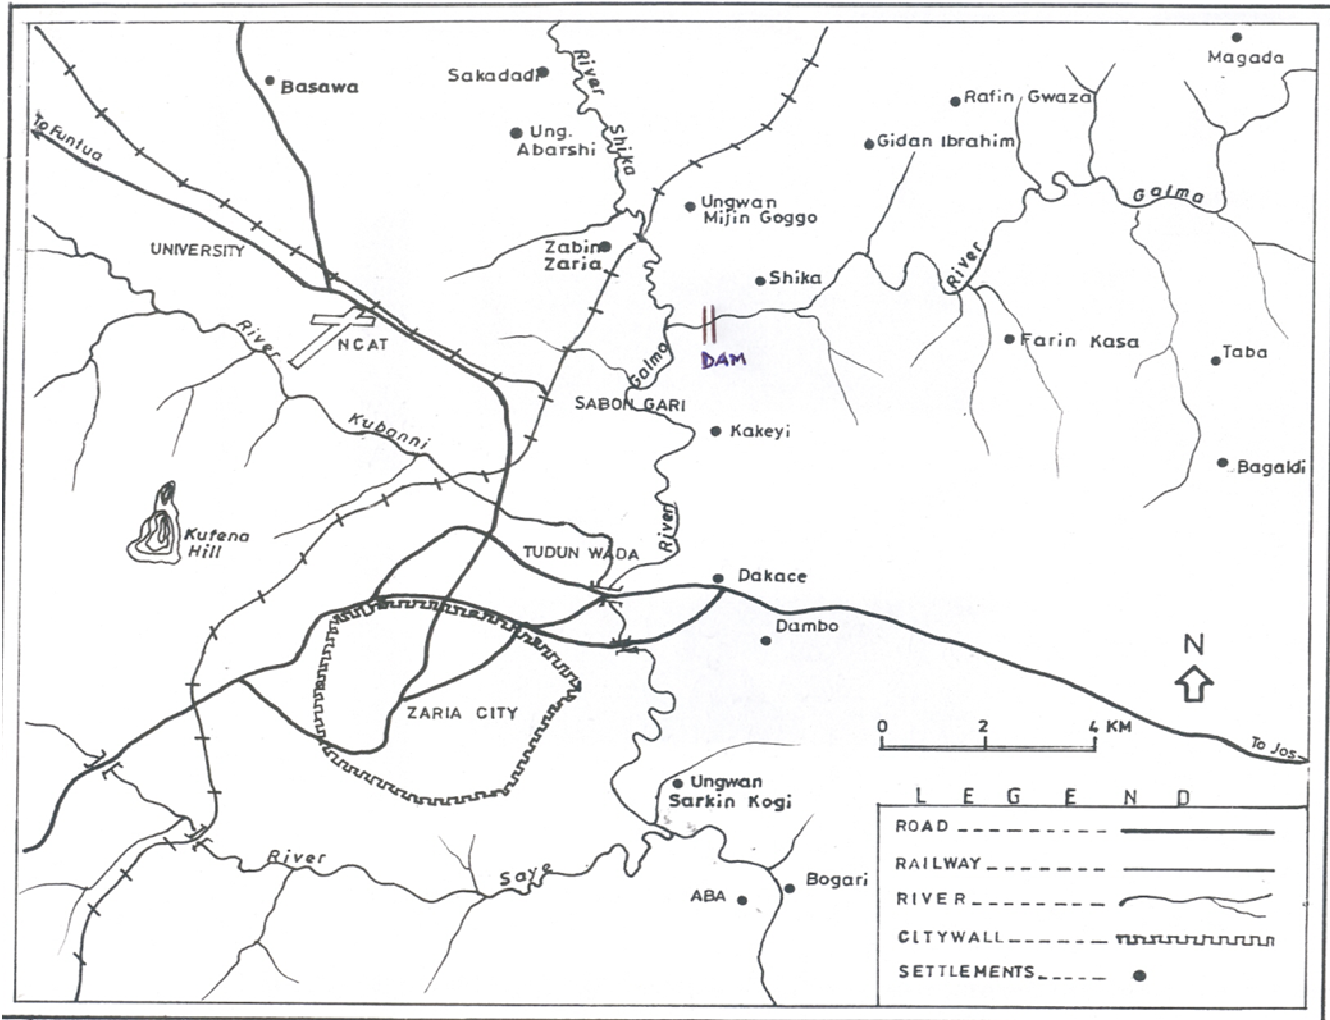 Magada
Basawa
Sakadadi
River
Shika
Rafin Gwaza
To Funtua
Ung.
Abarshi
Gidan Ibrahim
Galma
Ungwan
Mijin Goggo
UNIVERSITY
Zabin
Zaria
Shika
River
River
NCAT
DAM
Galma
Farin Kasa
Taba
SABON GARI
Kubanni
Kakeyi
Bagaldi
River
Kufena
Hill
TUDUN WADA
Dakace
Dambo
N
ZARIA CITY
0 2 4 KM
To Jos
Ungwan
Sarkin Kogi
River
Saye
ABA
Bogari
LEGEND
ROAD
RAILWAY
RIVER
CITYWALL
SETTLEMENTS